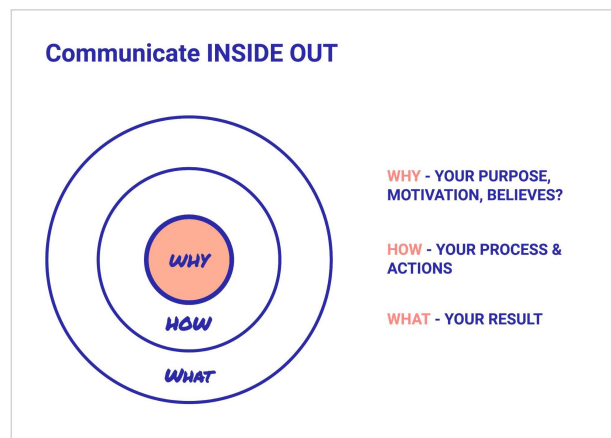 Communicate INSIDE OUT
WHY
HOW
WHAT
WHY - YOUR PURPOSE,
MOTIVATION, BELIEVES?
HOW - YOUR PROCESS &
ACTIONS
WHAT - YOUR RESULT